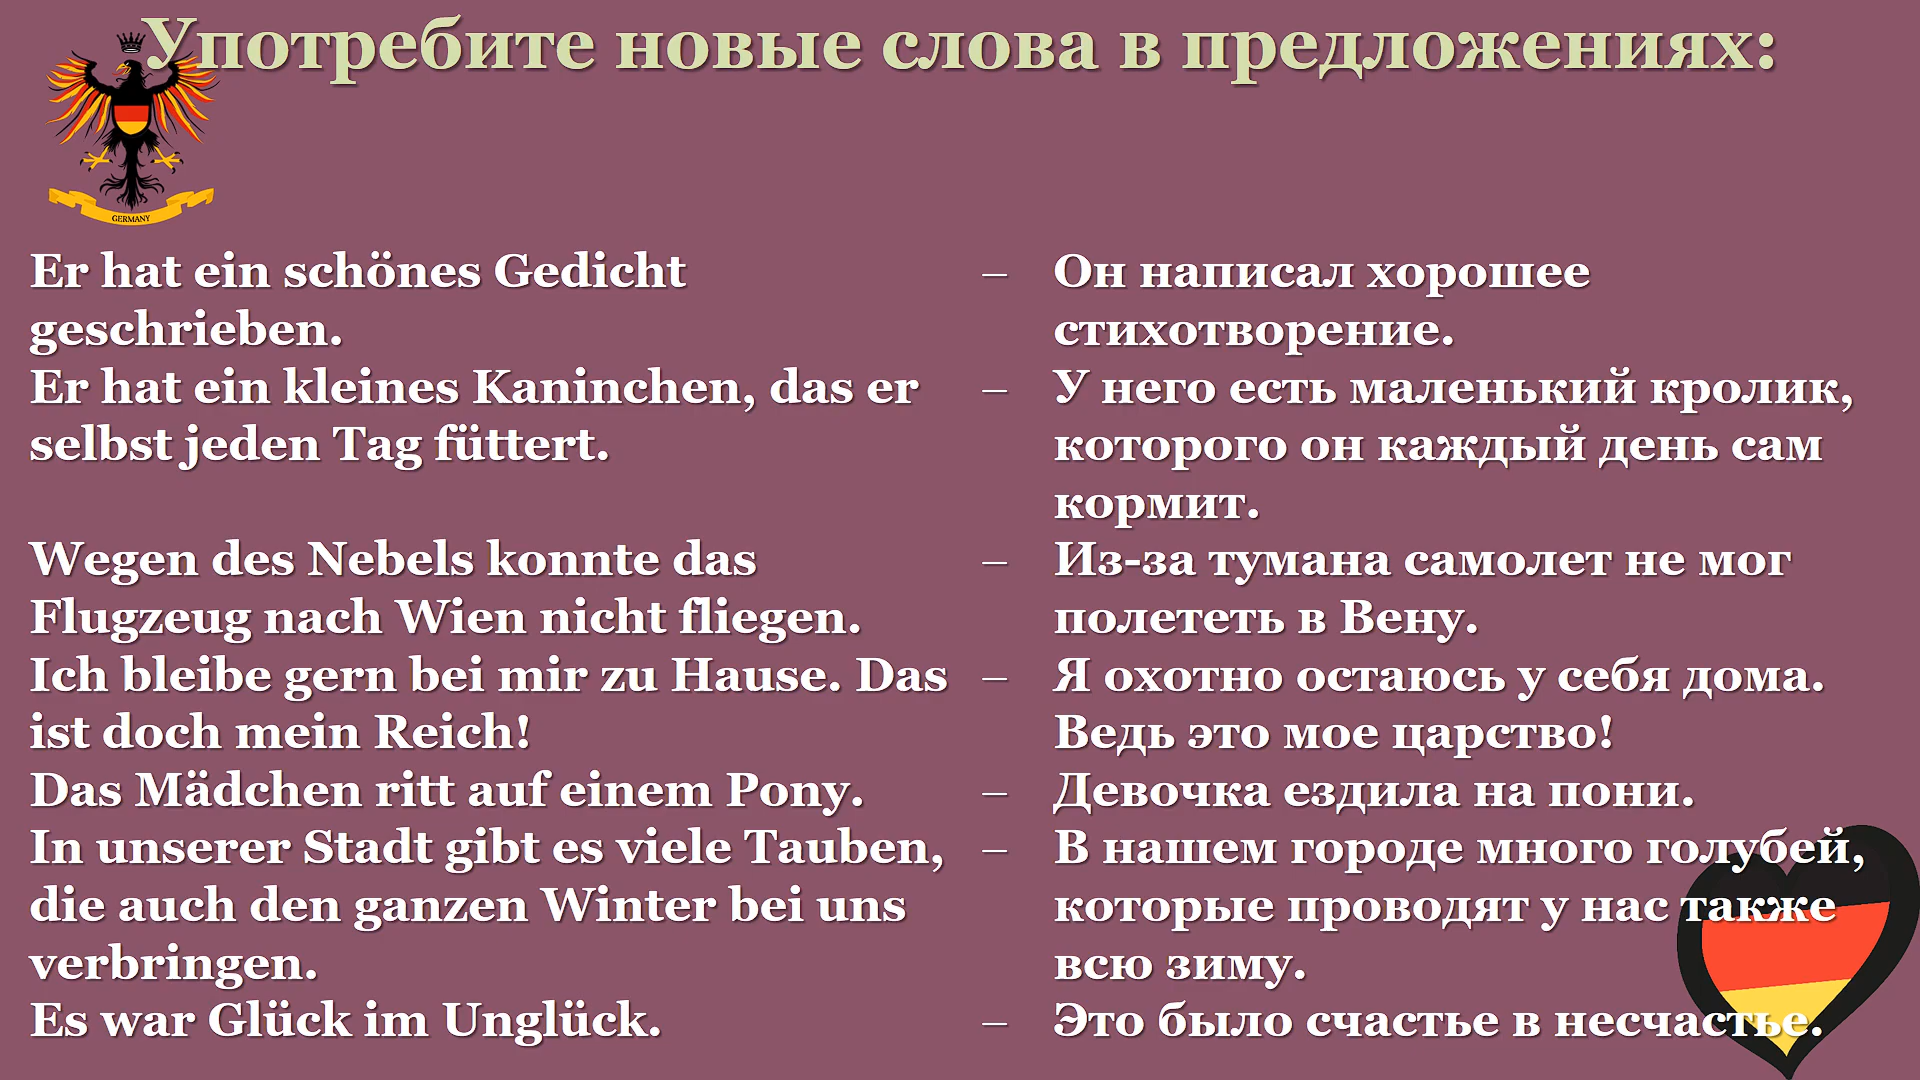 Употребите новые слова в предложениях:
GERMANY
Er hat ein schönes Gedicht
geschrieben.
– Он написал хорошее
стихотворение.
Er hat ein kleines Kaninchen, das er
selbst jeden Tag füttert.
– У него есть маленький кролик,
которого он каждый день сам
кормит.
Wegen des Nebels konnte das
Flugzeug nach Wien nicht fliegen.
– Из-за тумана самолет не мог
полететь в Вену.
Ich bleibe gern bei mir zu Hause. Das
ist doch mein Reich!
– Я охотно остаюсь у себя дома.
Ведь это мое царство!
Das Mädchen ritt auf einem Pony.
– Девочка ездила на пони.
In unserer Stadt gibt es viele Tauben,
die auch den ganzen Winter bei uns
verbringen.
– В нашем городе много голубей,
которые проводят у нас также
всю зиму.
Es war Glück im Unglück.
– Это было счастье в несчастье.